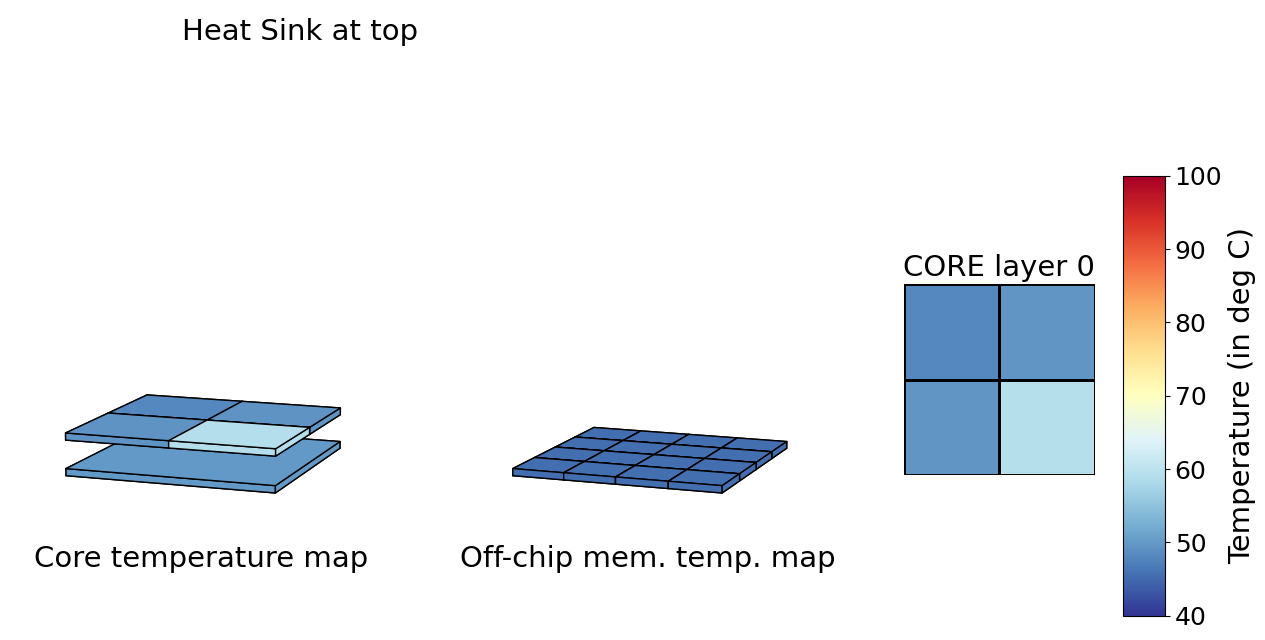 Heat Sink at top
CORE layer 0
Core temperature map
Off-chip mem. temp. map
100
90
80
70
60
50
40
Temperature (in deg C)